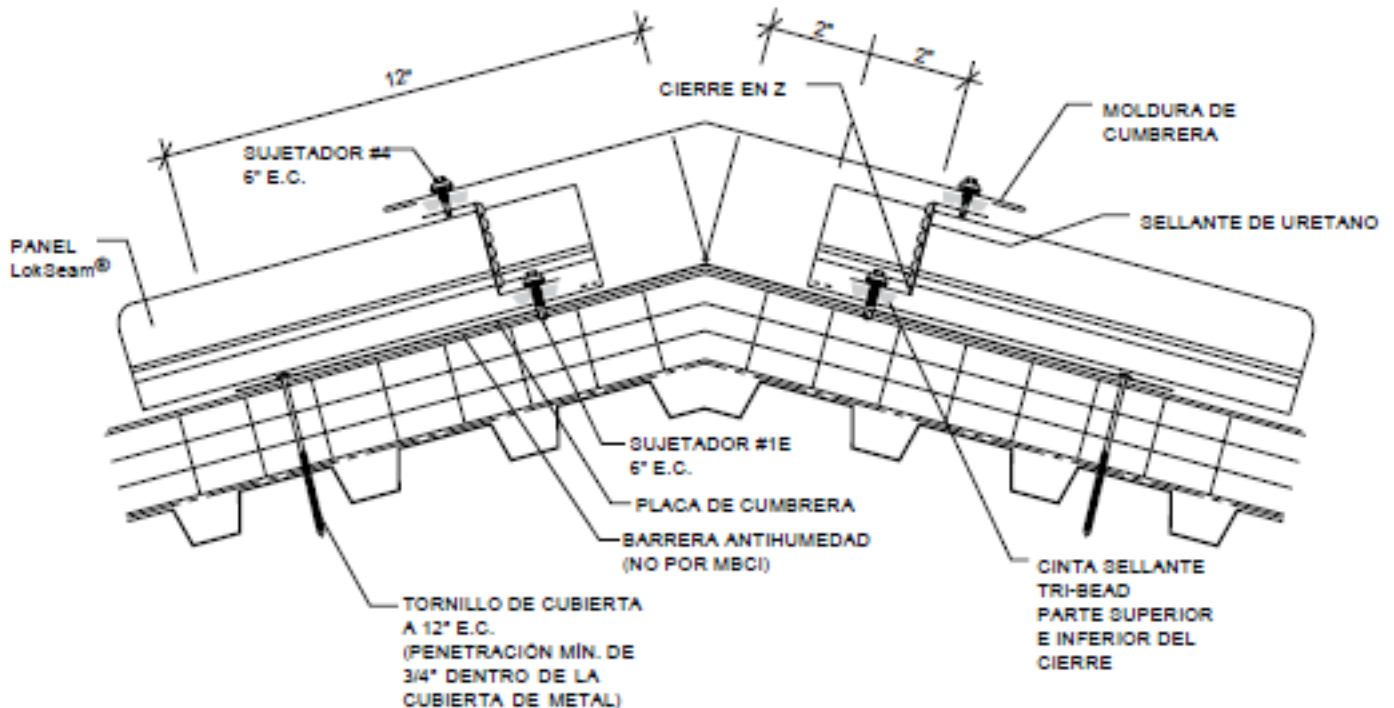 12"
2"
2"
CIERRE EN Z
MOLDURA DE
CUMBRERA
SUJETADOR #4
6" E.C.
SELLANTE DE URETANO
PANEL
LokSeam®
SUJETADOR #1E
6" E.C.
PLACA DE CUMBRERA
BARRERA ANTIHUMEDAD
(NO POR MBCI)
CINTA SELLANTE
TRI-BEAD
PARTE SUPERIOR
E INFERIOR DEL
CIERRE
TORNILLO DE CUBIERTA
A 12" E.C.
(PENETRACIÓN MÍN. DE
3/4" DENTRO DE LA
CUBIERTA DE METAL)